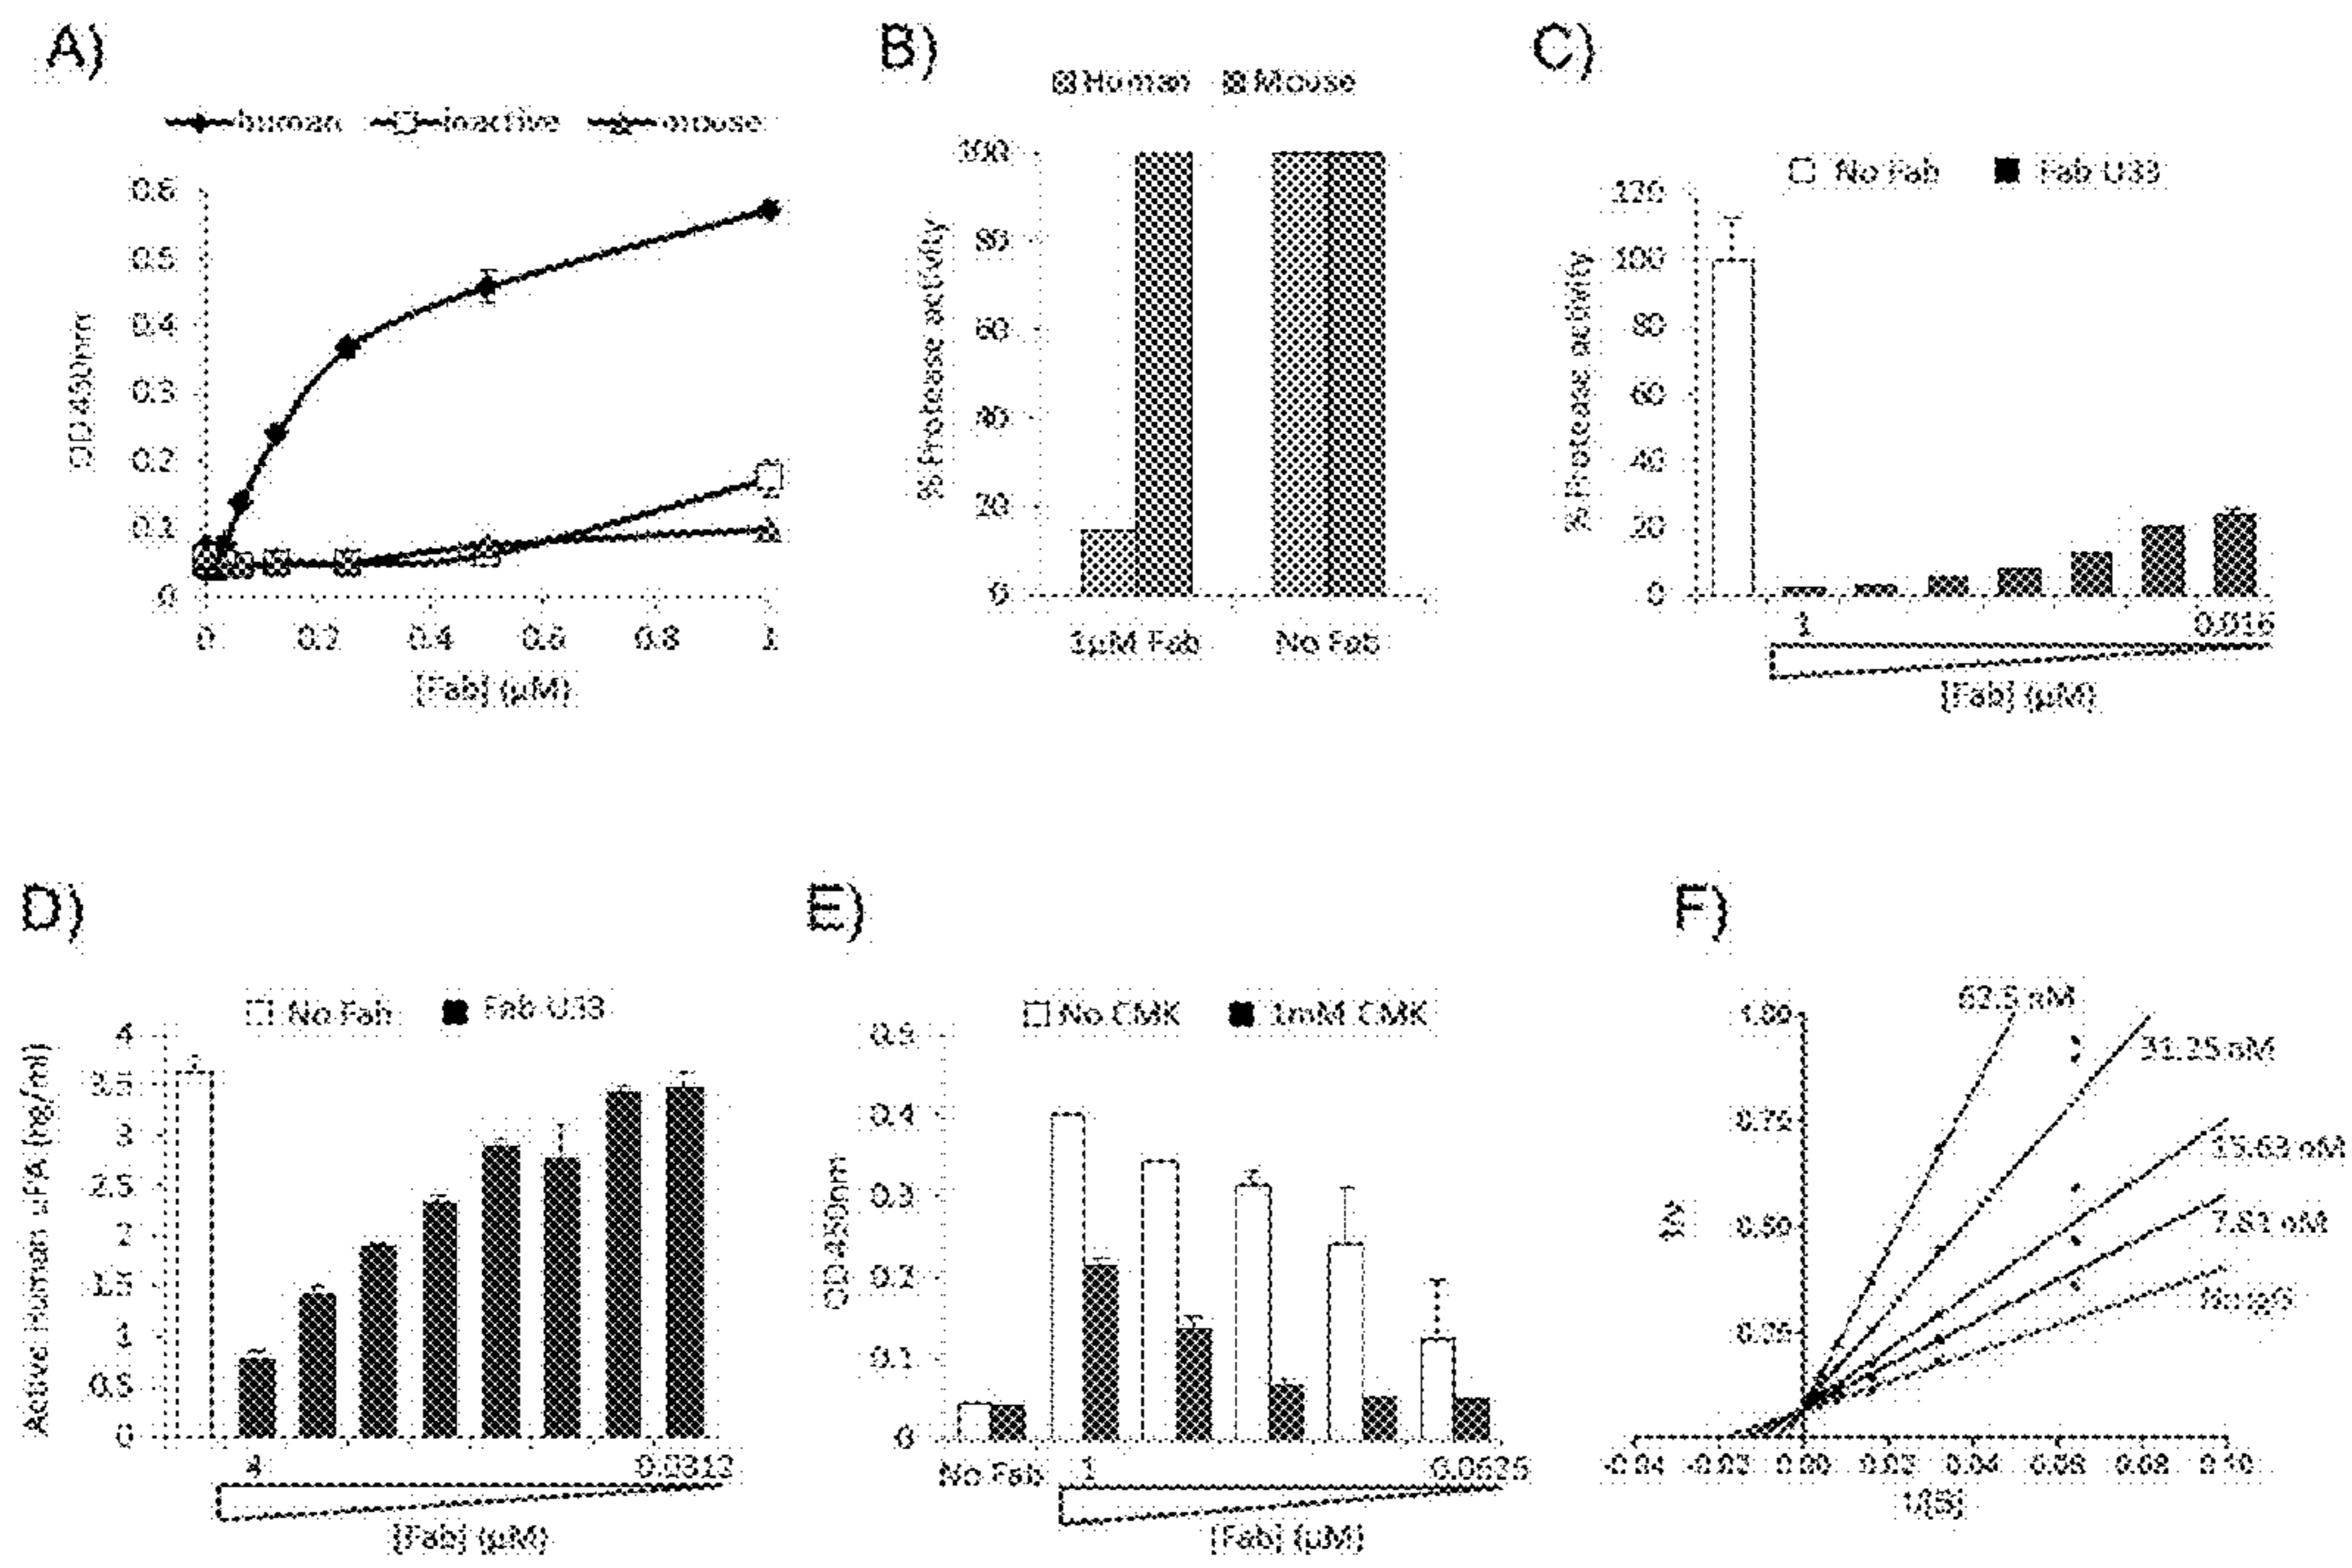 A)
human inactive mouse
0.6
0.5
0.4
0.3
0.2
0.1
0
OD 450nm
0 0.2 0.4 0.6 0.8 1
[Fab] (µM)
B)
Human Mouse
100
80
60
40
20
0
% Protease activity
1µM Fab No Fab
C)
No Fab Fab U33
120
100
80
60
40
20
0
% Protease activity
1 0.016
[Fab] (µM)
D)
No Fab Fab U33
4
3.5
3
2.5
2
1.5
1
0.5
0
Active Human uPA (ng/ml)
4 0.0313
[Fab] (µM)
E)
No CMK 1mM CMK
0.5
0.4
0.3
0.2
0.1
0
OD450nm
No Fab 1 0.0625
[Fab] (µM)
F)
62.5 nM
31.25 nM
15.63 nM
7.81 nM
No IgG
1.00
0.75
0.50
0.25
1/V
-0.04 -0.02 0.00 0.02 0.04 0.06 0.08 0.10
1/[S]